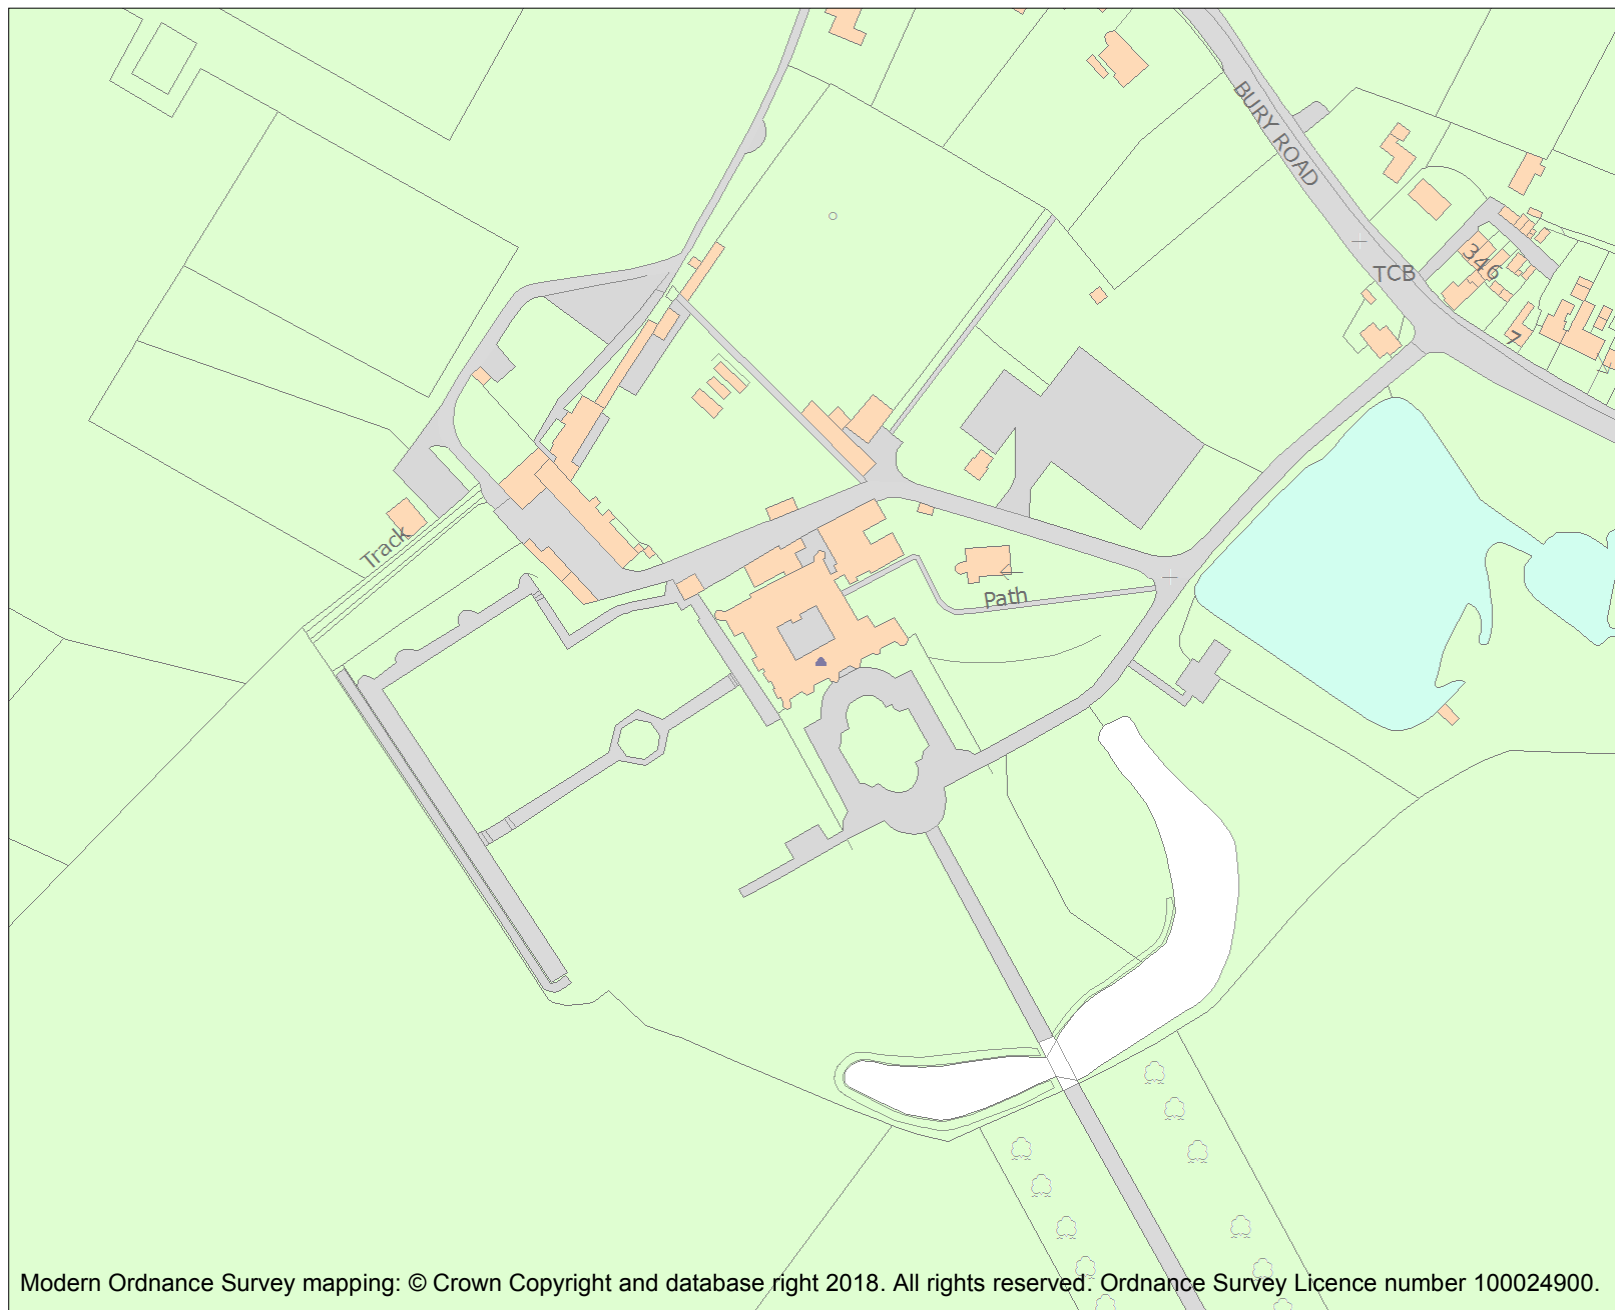 BURY ROAD
TCB
346
7
Track
Path
Modern Ordnance Survey mapping: © Crown Copyright and database right 2018. All rights reserved. Ordnance Survey Licence number 100024900.